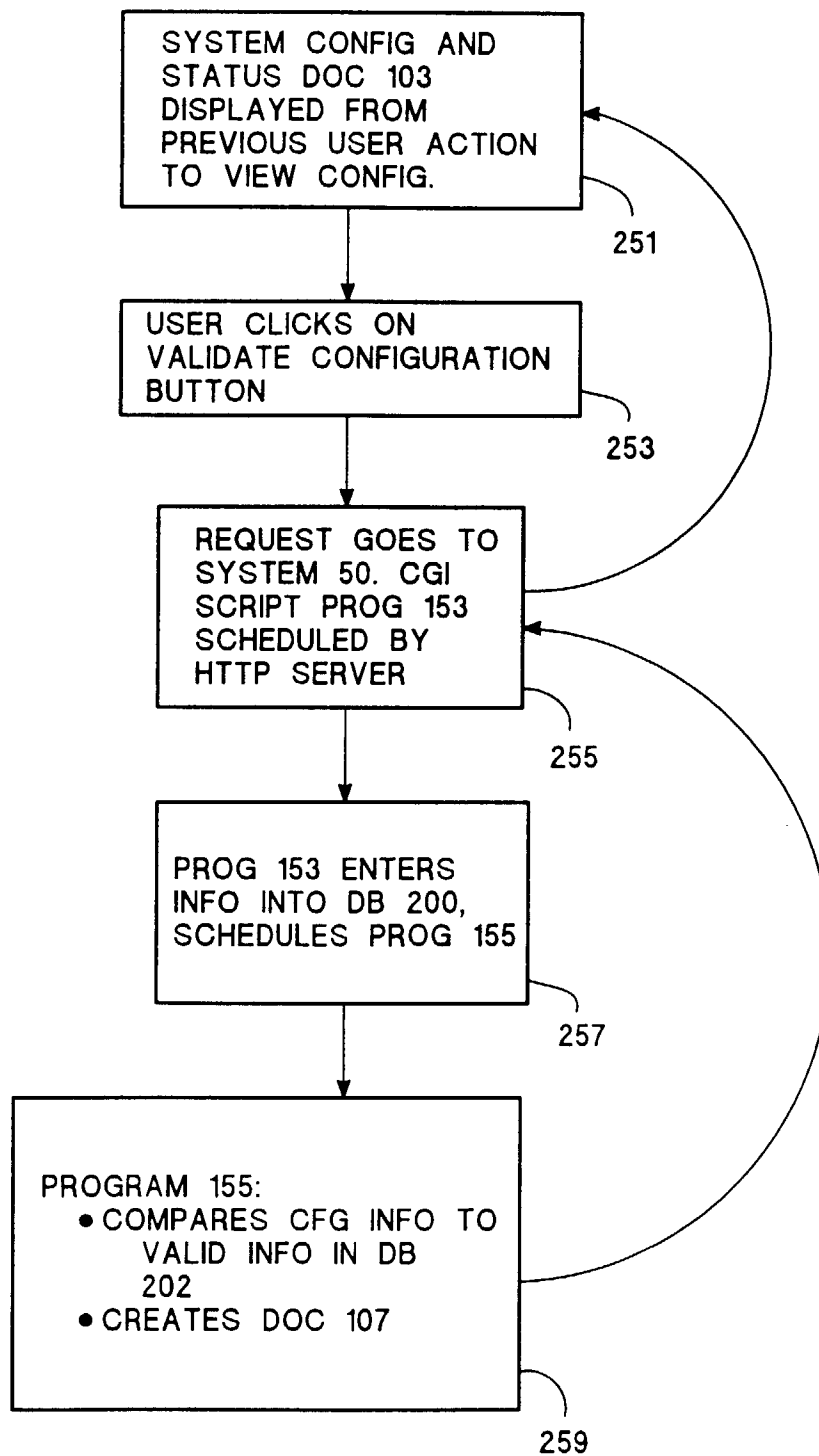 SYSTEM CONFIG AND
STATUS DOC 103
DISPLAYED FROM
PREVIOUS USER ACTION
TO VIEW CONFIG.
251
USER CLICKS ON
VALIDATE CONFIGURATION
BUTTON
253
REQUEST GOES TO
SYSTEM 50. CGI
SCRIPT PROG 153
SCHEDULED BY
HTTP SERVER
255
PROG 153 ENTERS
INFO INTO DB 200,
SCHEDULES PROG 155
257
PROGRAM 155:
• COMPARES CFG INFO TO
VALID INFO IN DB
202
• CREATES DOC 107
259